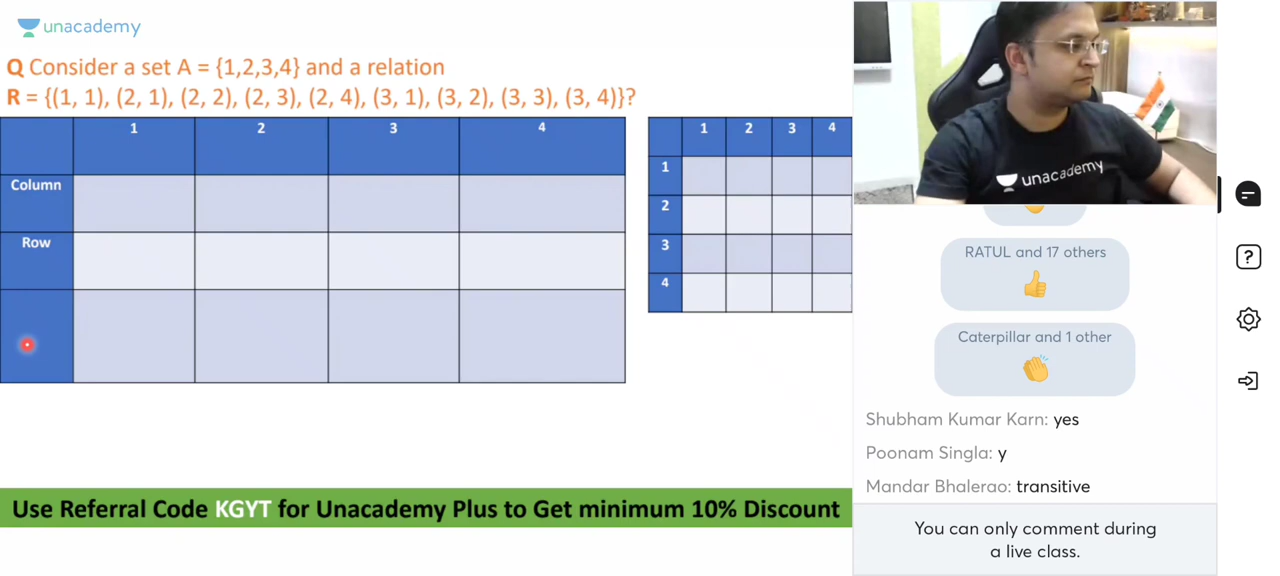 unacademy
Q Consider a set A = {1,2,3,4} and a relation
R = {(1, 1), (2, 1), (2, 2), (2, 3), (2, 4), (3, 1), (3, 2), (3, 3), (3, 4)}?
1 2 3 4
Column
Row
1 2 3 4
1
2
3
4
Use Referral Code KGYT for Unacademy Plus to Get minimum 10% Discount
unacademy
RATUL and 17 others
Caterpillar and 1 other
Shubham Kumar Karn: yes
Poonam Singla: y
Mandar Bhalerao: transitive
You can only comment during
a live class.
?